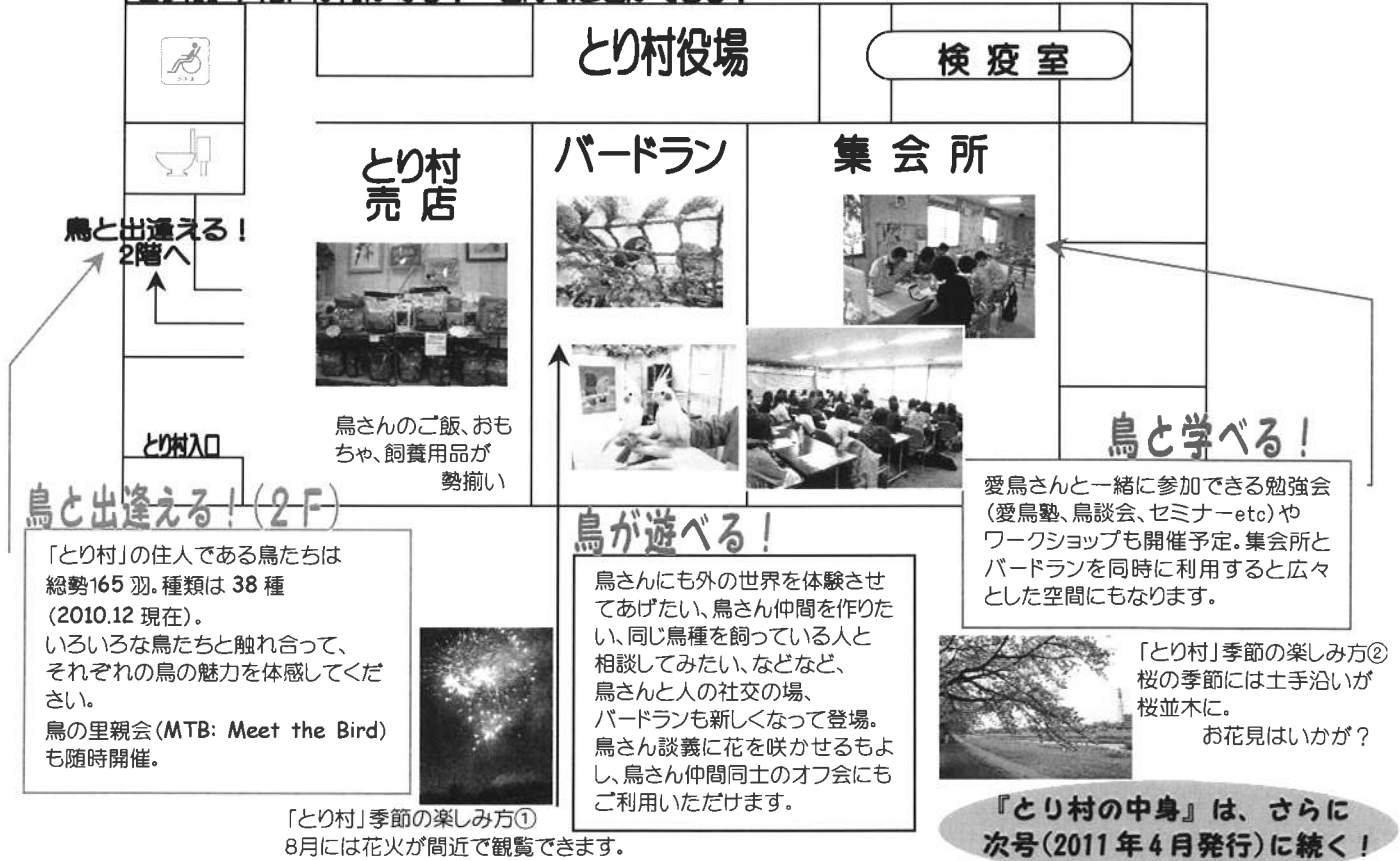 とり村役場
検疫室
とり村
売店
バードラン
集会所
鳥と出逢える！
2階へ
鳥さんのご飯、おも
ちゃ、飼養用品が
勢揃い
とり村入口
鳥と出逢える！(2F)
「とり村」の住人である鳥たちは
総勢165羽。種類は38種
(2010.12 現在)。
いろいろな鳥たちと触れ合って、
それぞれの鳥の魅力を体感してくだ
さい。
鳥の里親会(MTB: Meet the Bird)
も随時開催。
「とり村」季節の楽しみ方①
8月には花火が間近で観覧できます。
鳥が遊べる！
鳥さんにも外の世界を体験させ
てあげたい、鳥さん仲間を作りた
い、同じ鳥種を飼っている人と
相談してみたい、などなど、
鳥さんと人の社交の場、
バードランも新しくなって登場。
鳥さん談義に花を咲かせるもよ
し、鳥さん仲間同士のオフ会にも
ご利用いただけます。
鳥と学べる！
愛鳥さんと一緒に参加できる勉強会
(愛鳥塾、鳥談会、セミナーetc)や
ワークショップも開催予定。集会所と
バードランを同時に利用すると広々
とした空間にもなります。
「とり村」季節の楽しみ方②
桜の季節には土手沿いが
桜並木に。
お花見はいかが？
『とり村の中身』は、さらに
次号(2011年4月発行)に続く！